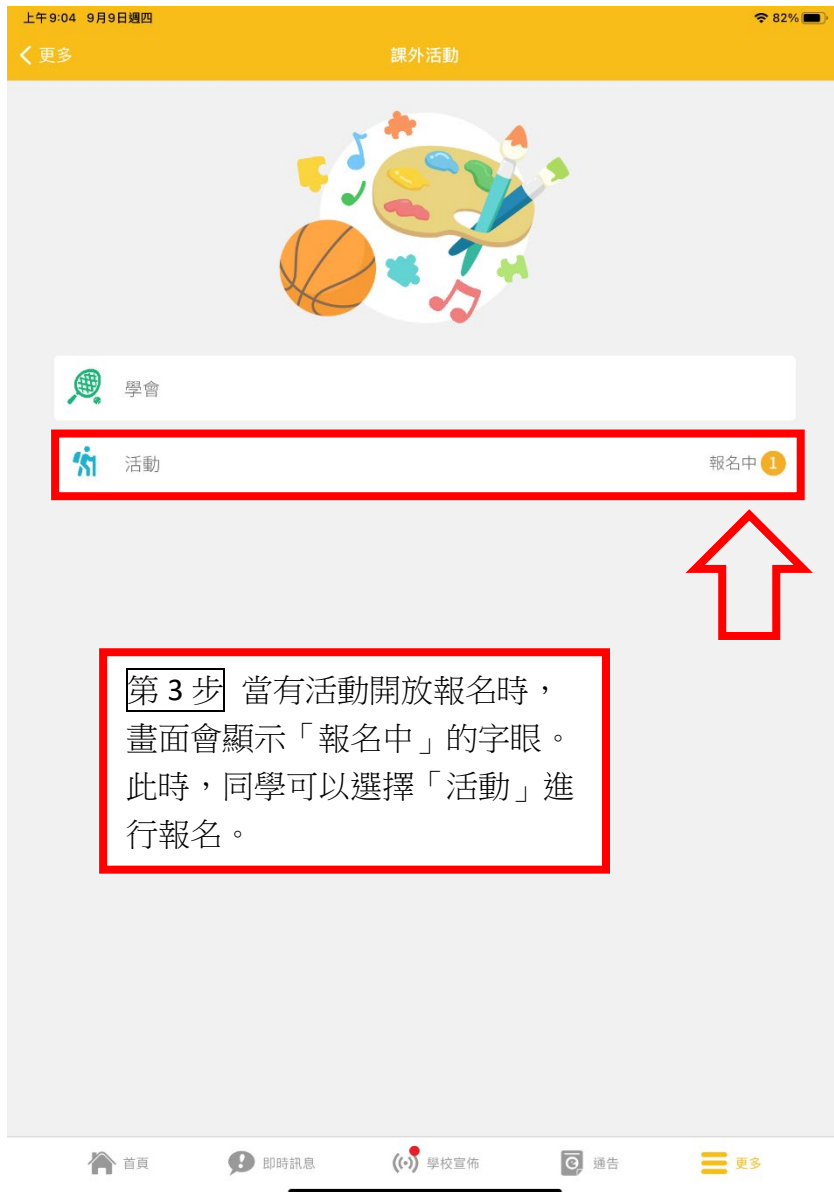 上午9:04 9月9日週四 82%
更多 課外活動
學會
活動 報名中 1
第 3 步 當有活動開放報名時，
畫面會顯示「報名中」的字眼。
此時，同學可以選擇「活動」進
行報名。
首頁 即時訊息 學校宣佈 通告 更多